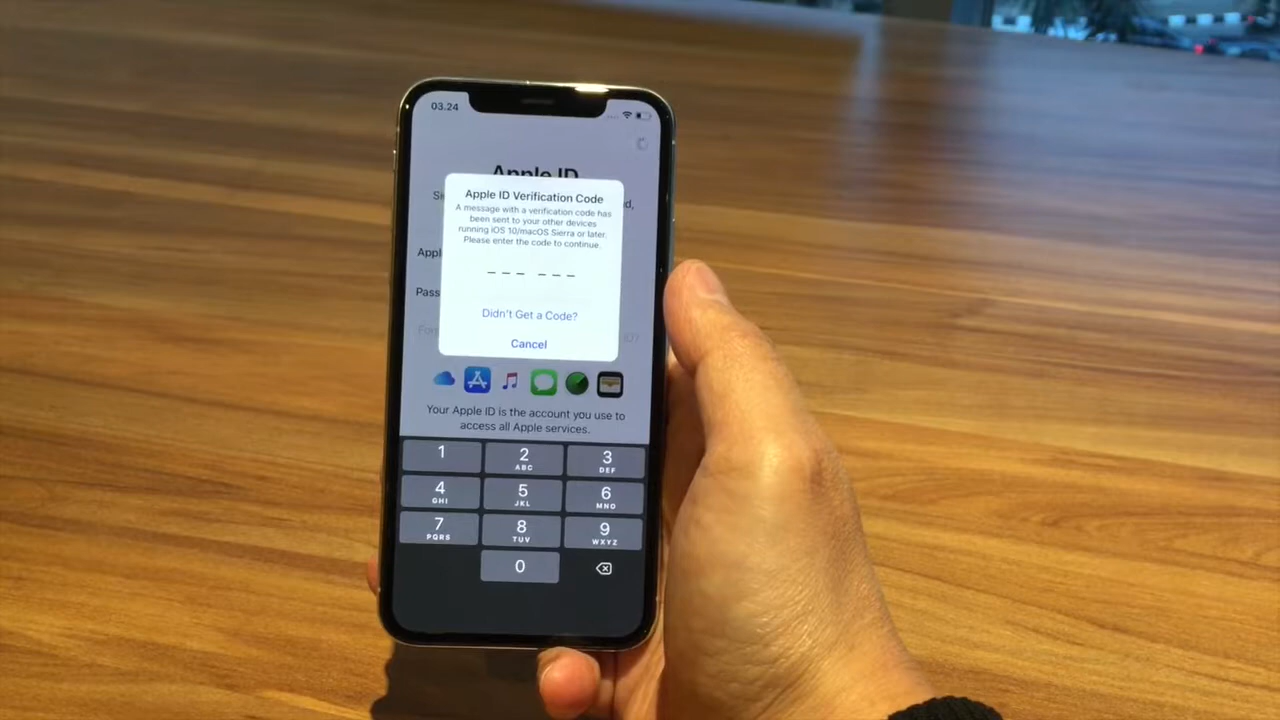 03.24
Apple ID
Apple ID Verification Code
A message with a verification code has
been sent to your other devices
running iOS 10/macOS Sierra or later.
Please enter the code to continue.
Didn't Get a Code?
Cancel
Your Apple ID is the account you use to
access all Apple services.
1
2
ABC
3
DEF
4
GHI
5
JKL
6
MNO
7
PQRS
8
TUV
9
WXYZ
0